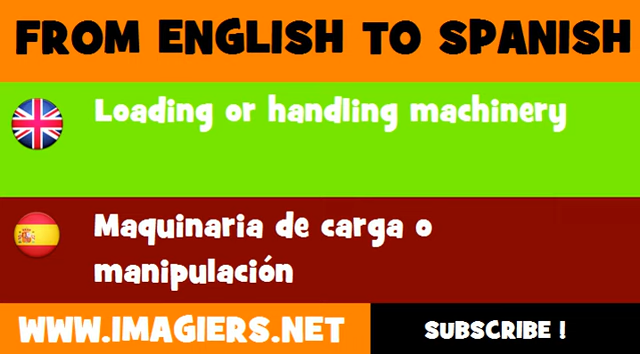 FROM ENGLISH TO SPANISH
Loading or handling machinery
Maquinaria de carga o
manipulación
WWW.IMAGIERS.NET
SUBSCRIBE !